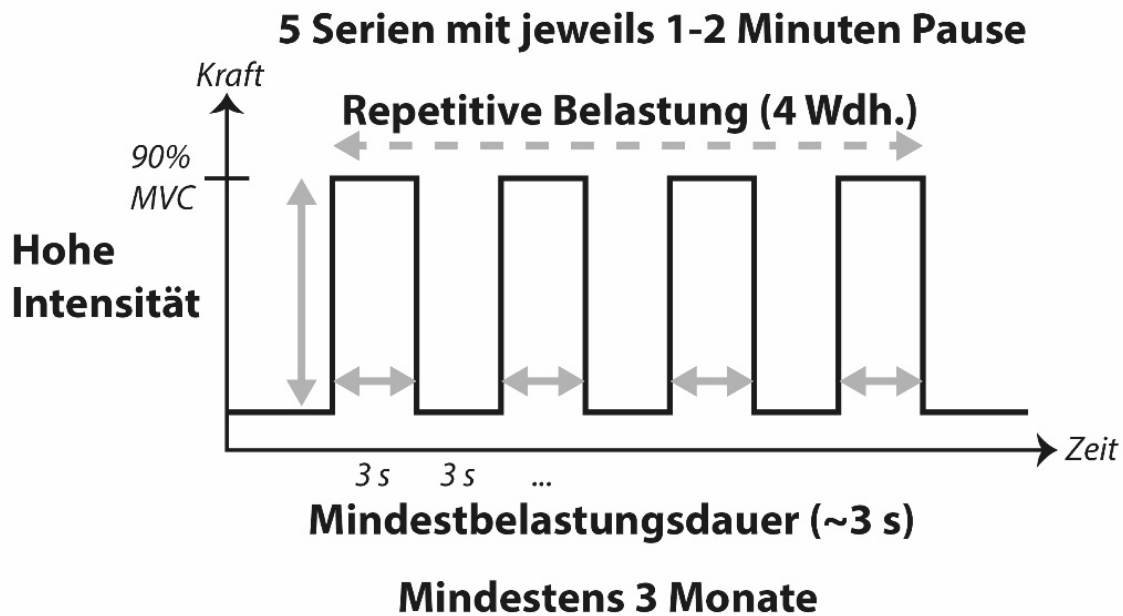 5 Serien mit jeweils 1-2 Minuten Pause
Kraft
Repetitive Belastung (4 Wdh.)
90%
MVC
Hohe
Intensität
Zeit
3 s 3 s ...
Mindestbelastungsdauer (~3 s)
Mindestens 3 Monate